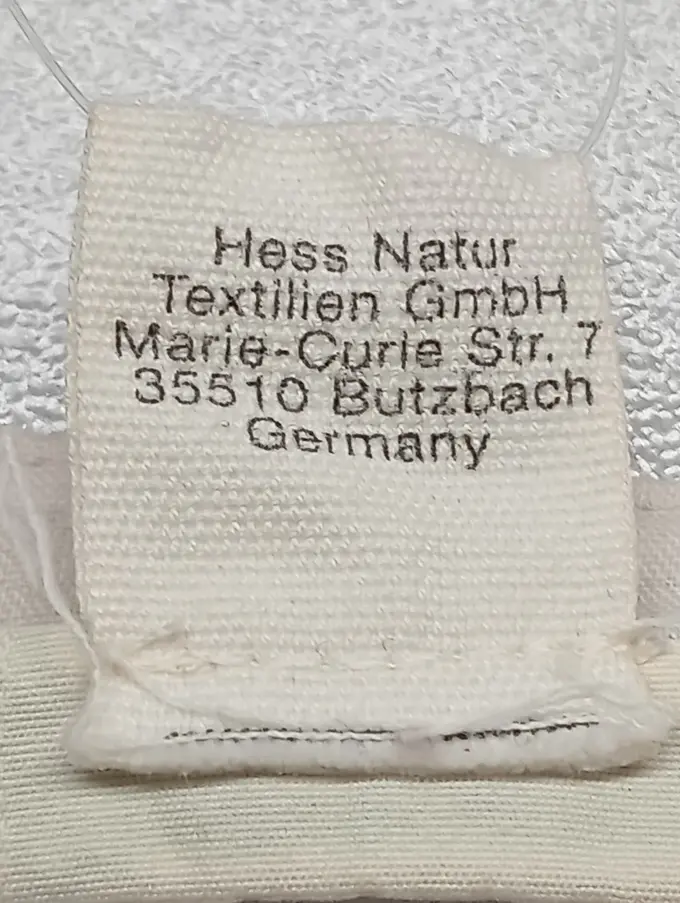 Hess Natur
Textilien GmbH
Marie-Curie Str. 7
35510 Butzbach
Germany